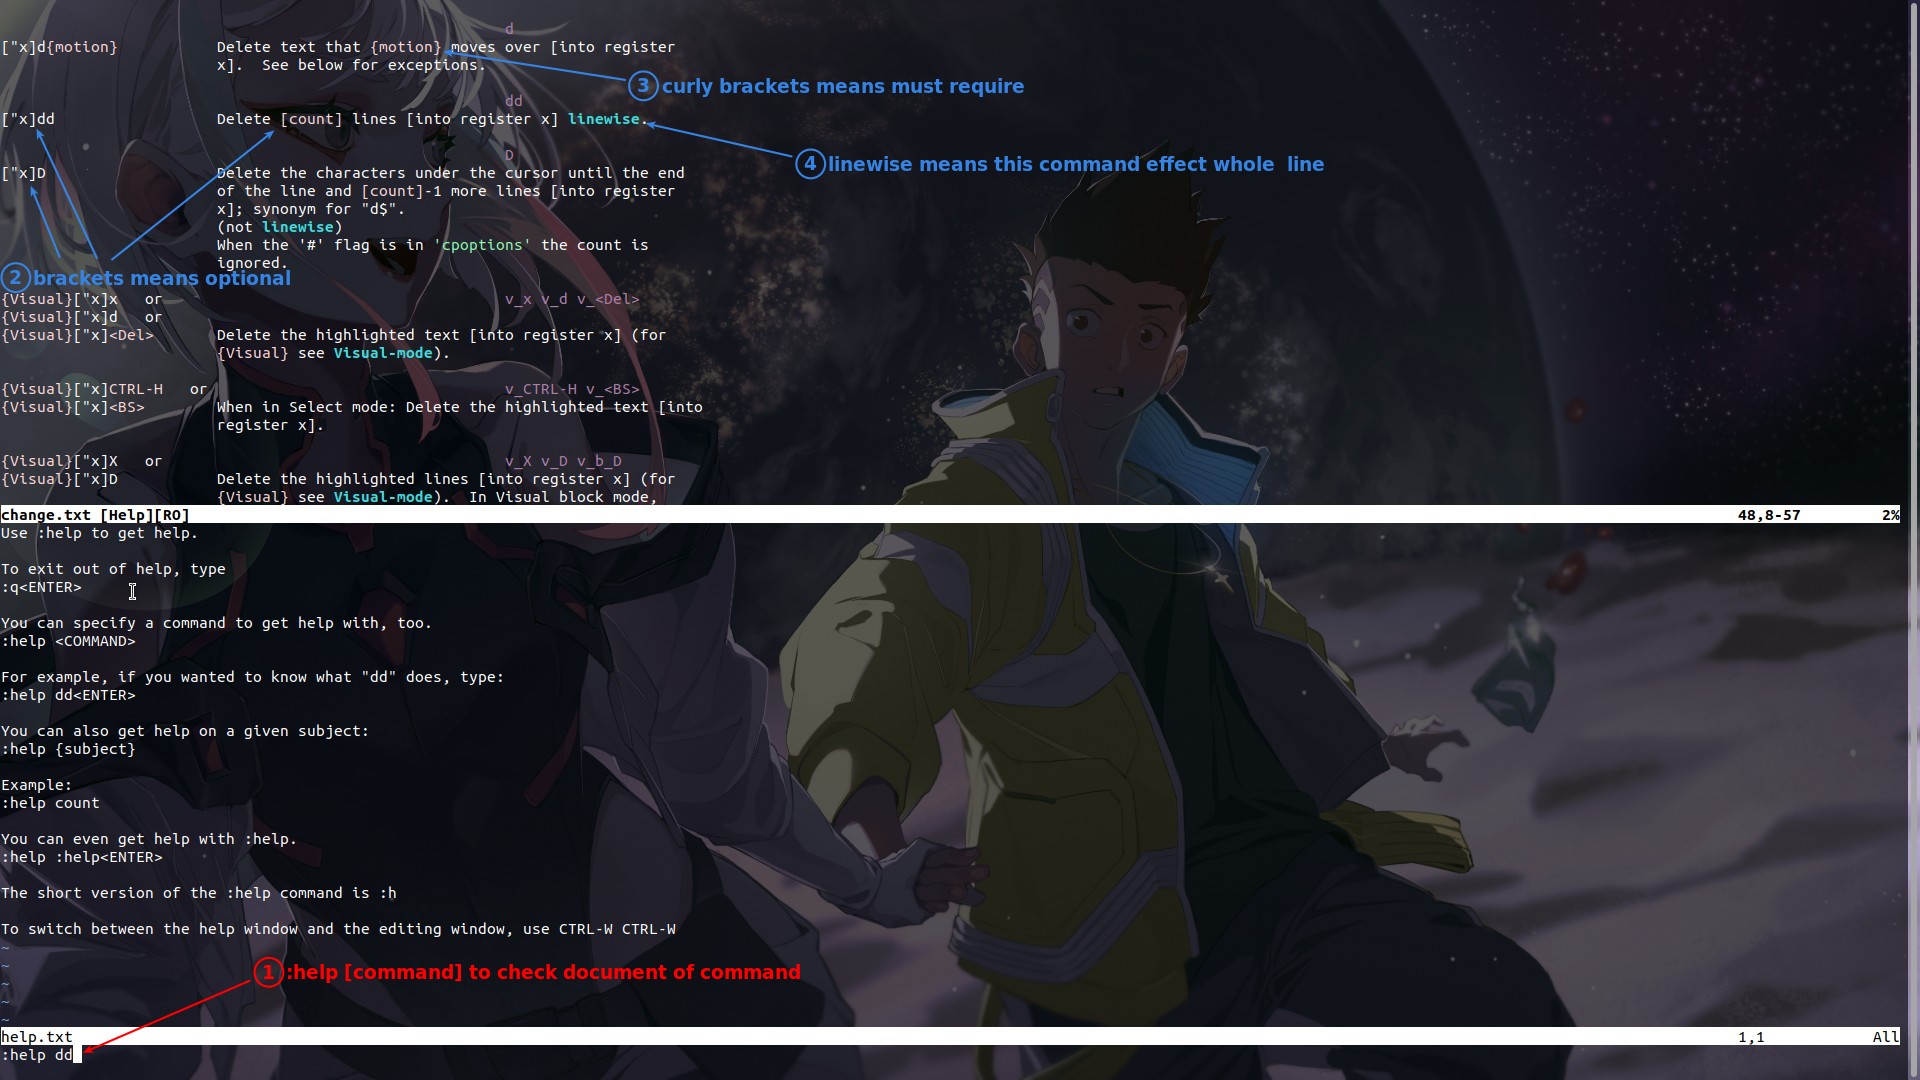 d
["x]d{motion} Delete text that {motion} moves over [into register
x].  See below for exceptions.
③ curly brackets means must require
dd
["x]dd Delete [count] lines [into register x] linewise.
④ linewise means this command effect whole  line
D
["x]D Delete the characters under the cursor until the end
of the line and [count]-1 more lines [into register
x]; synonym for "d$".
(not linewise)
When the '#' flag is in 'cpoptions' the count is
ignored.
② brackets means optional
{Visual}["x]x   or v_x v_d v_<Del>
{Visual}["x]d   or
{Visual}["x]<Del> Delete the highlighted text [into register x] (for
{Visual} see Visual-mode).
{Visual}["x]CTRL-H   or v_CTRL-H v_<BS>
{Visual}["x]<BS> When in Select mode: Delete the highlighted text [into
register x].
{Visual}["x]X   or v_X v_D v_b_D
{Visual}["x]D Delete the highlighted lines [into register x] (for
{Visual} see Visual-mode).  In Visual block mode,
change.txt [Help][RO] 48,8-57 2%
Use :help to get help.
To exit out of help, type
:q<ENTER>
You can specify a command to get help with, too.
:help <COMMAND>
For example, if you wanted to know what "dd" does, type:
:help dd<ENTER>
You can also get help on a given subject:
:help {subject}
Example:
:help count
You can even get help with :help.
:help :help<ENTER>
The short version of the :help command is :h
To switch between the help window and the editing window, use CTRL-W CTRL-W
~
~
① :help [command] to check document of command
~
~
~
help.txt 1,1 All
:help dd